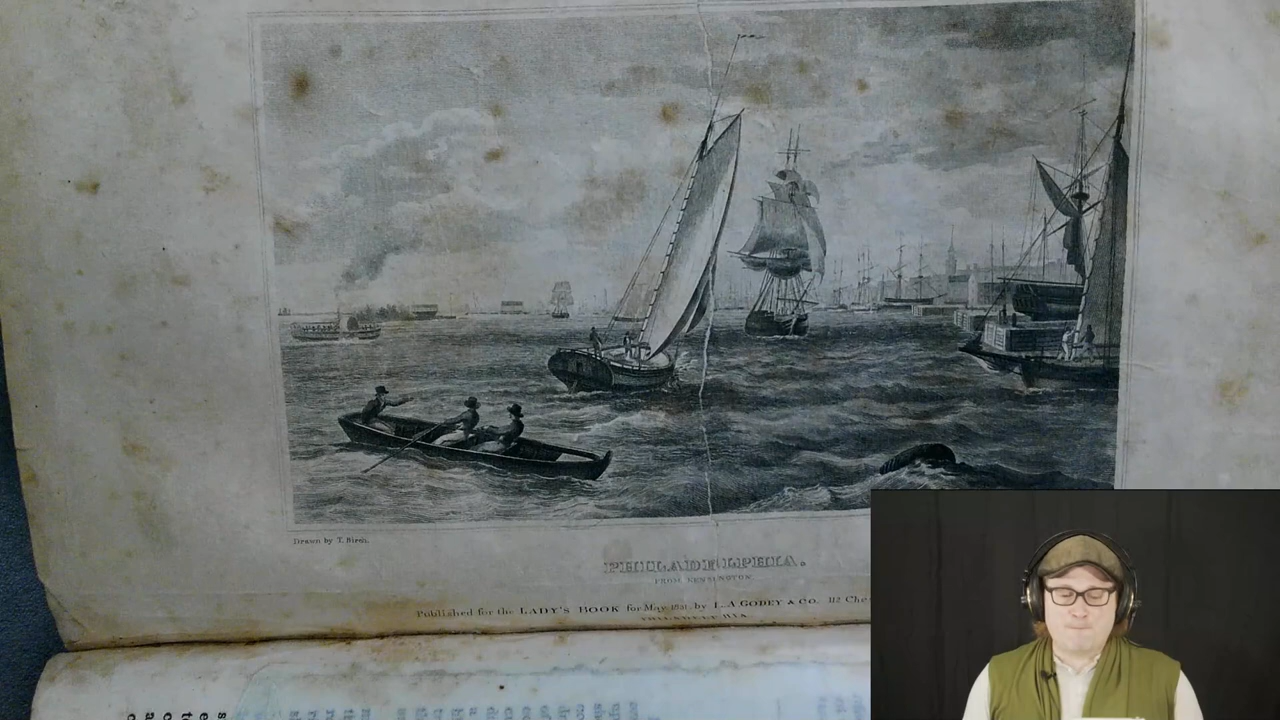 Drawn by T. Birch.
PHILADELPHIA.
FROM KENSINGTON
Published for the LADY'S BOOK for May 1831. by L.A GODEY & CO. 112 Che
PHILADELPHIA